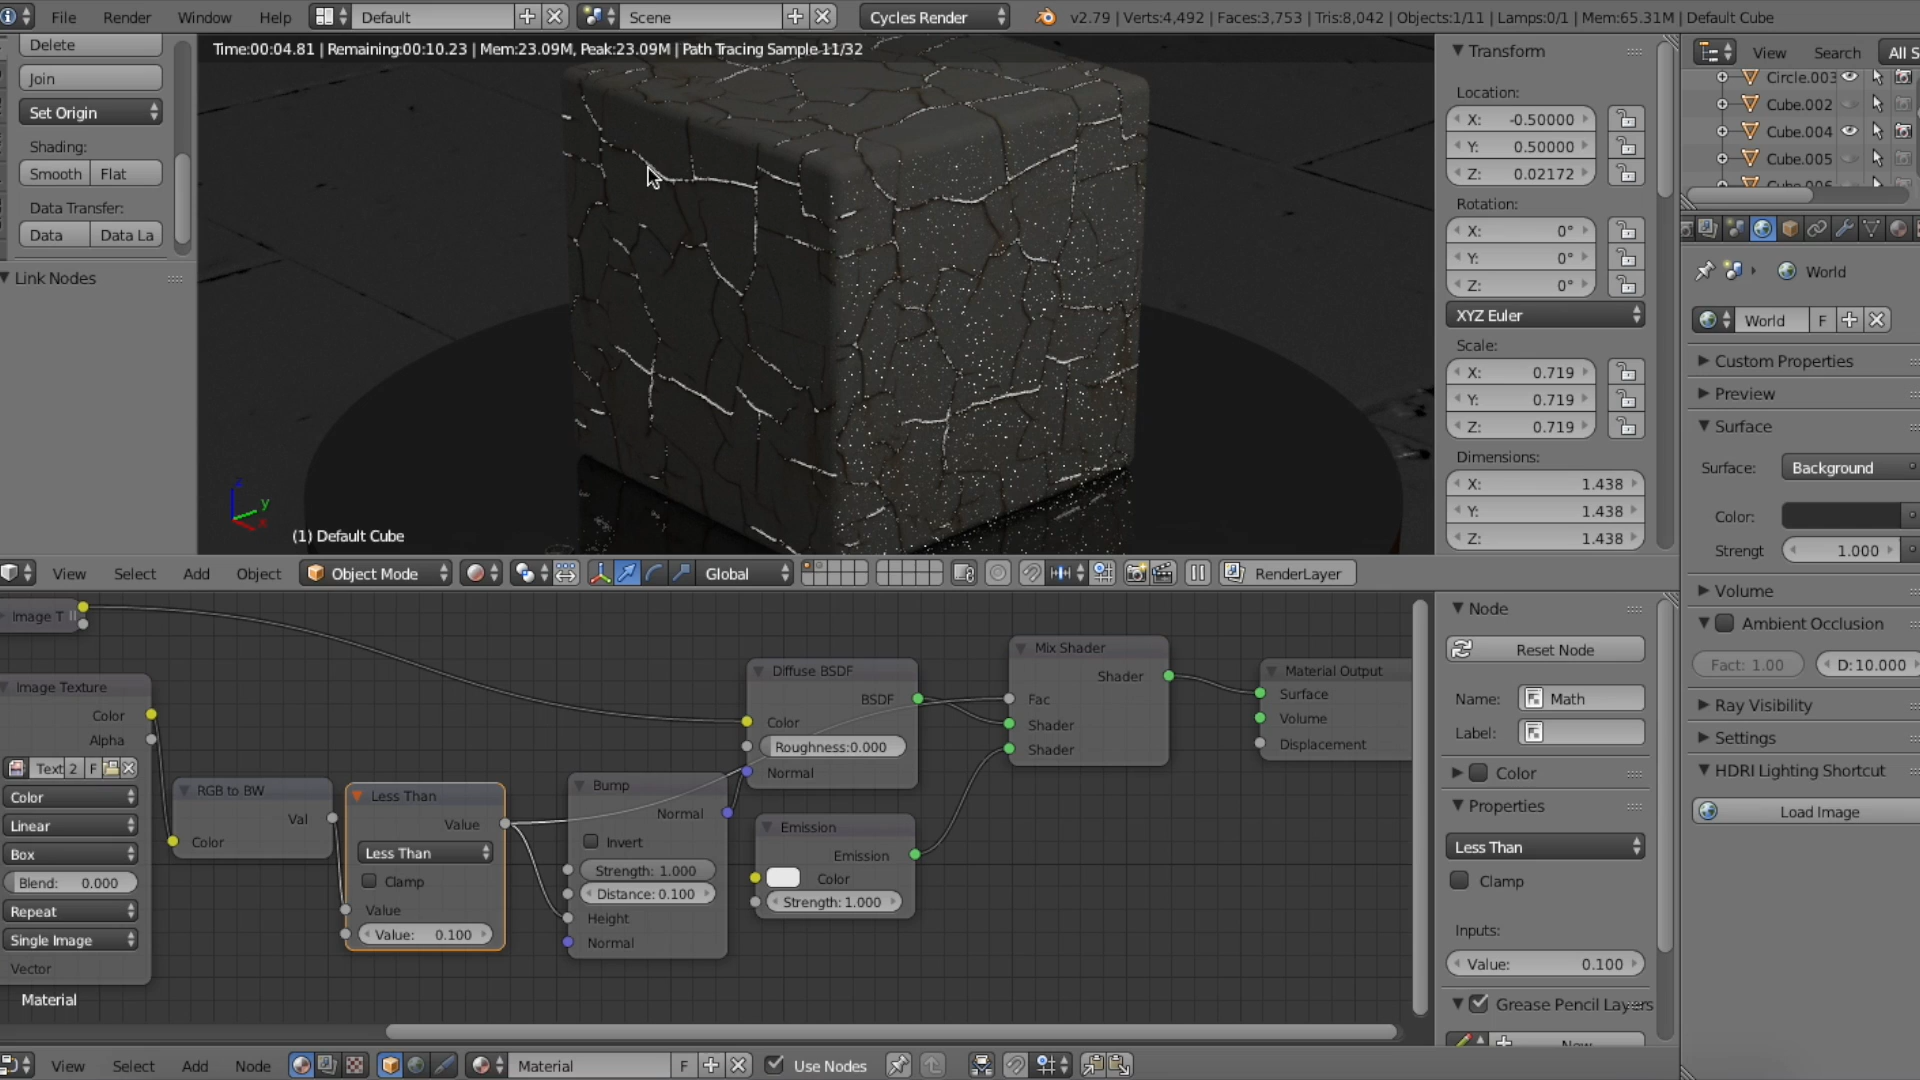 File Render Window Help Default Scene Cycles Render v2.79 | Verts:4,492 | Faces:3,753 | Tris:8,042 | Objects:1/11 | Lamps:0/1 | Mem:65.31M | Default Cube
Time:00:04.81 | Remaining:00:10.23 | Mem:23.09M, Peak:23.09M | Path Tracing Sample 11/32
Delete
Join
Set Origin
Shading:
Smooth Flat
Data Transfer:
Data Data La
Link Nodes
(1) Default Cube
Transform
Location:
X: -0.50000
Y: 0.50000
Z: 0.02172
Rotation:
X: 0°
Y: 0°
Z: 0°
XYZ Euler
Scale:
X: 0.719
Y: 0.719
Z: 0.719
Dimensions:
X: 1.438
Y: 1.438
Z: 1.438
View Search All S
Circle.003
Cube.002
Cube.004
Cube.005
World
World F
Custom Properties
Preview
Surface
Surface: Background
Color:
Strengt 1.000
Volume
Ambient Occlusion
Fact: 1.00 D:10.000
Ray Visibility
Settings
HDRI Lighting Shortcut
Load Image
View Select Add Object Object Mode Global RenderLayer
Image T
Image Texture
Color
Alpha
Text 2 F
Color
Linear
Box
Blend: 0.000
Repeat
Single Image
Vector
Material
RGB to BW
Val
Color
Less Than
Value
Less Than
Clamp
Value
Value: 0.100
Bump
Normal
Invert
Strength: 1.000
Distance: 0.100
Height
Normal
Diffuse BSDF
BSDF
Color
Roughness:0.000
Normal
Emission
Emission
Color
Strength: 1.000
Mix Shader
Shader
Fac
Shader
Shader
Material Output
Surface
Volume
Displacement
Node
Reset Node
Name: Math
Label:
Color
Properties
Less Than
Clamp
Inputs:
Value: 0.100
Grease Pencil Layers
New
View Select Add Node Material F Use Nodes